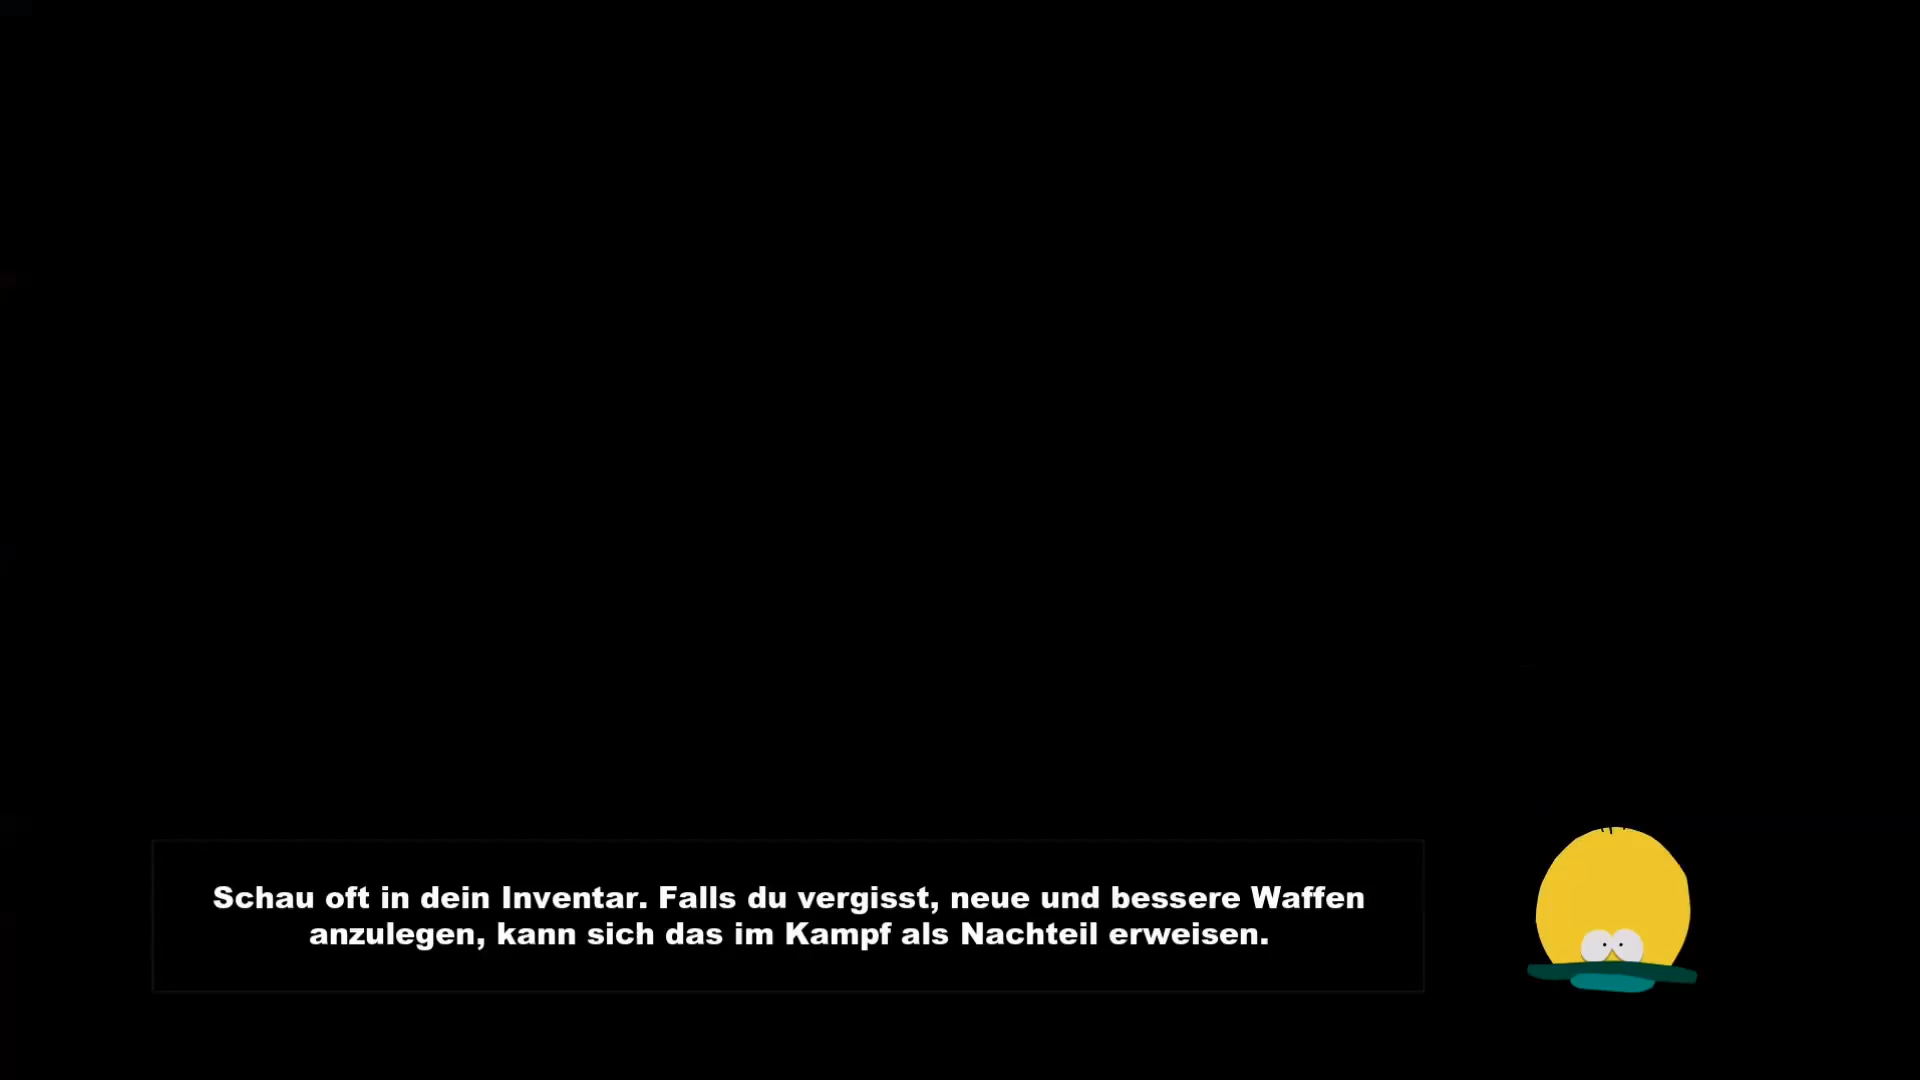 Schau oft in dein Inventar. Falls du vergisst, neue und bessere Waffen
anzulegen, kann sich das im Kampf als Nachteil erweisen.